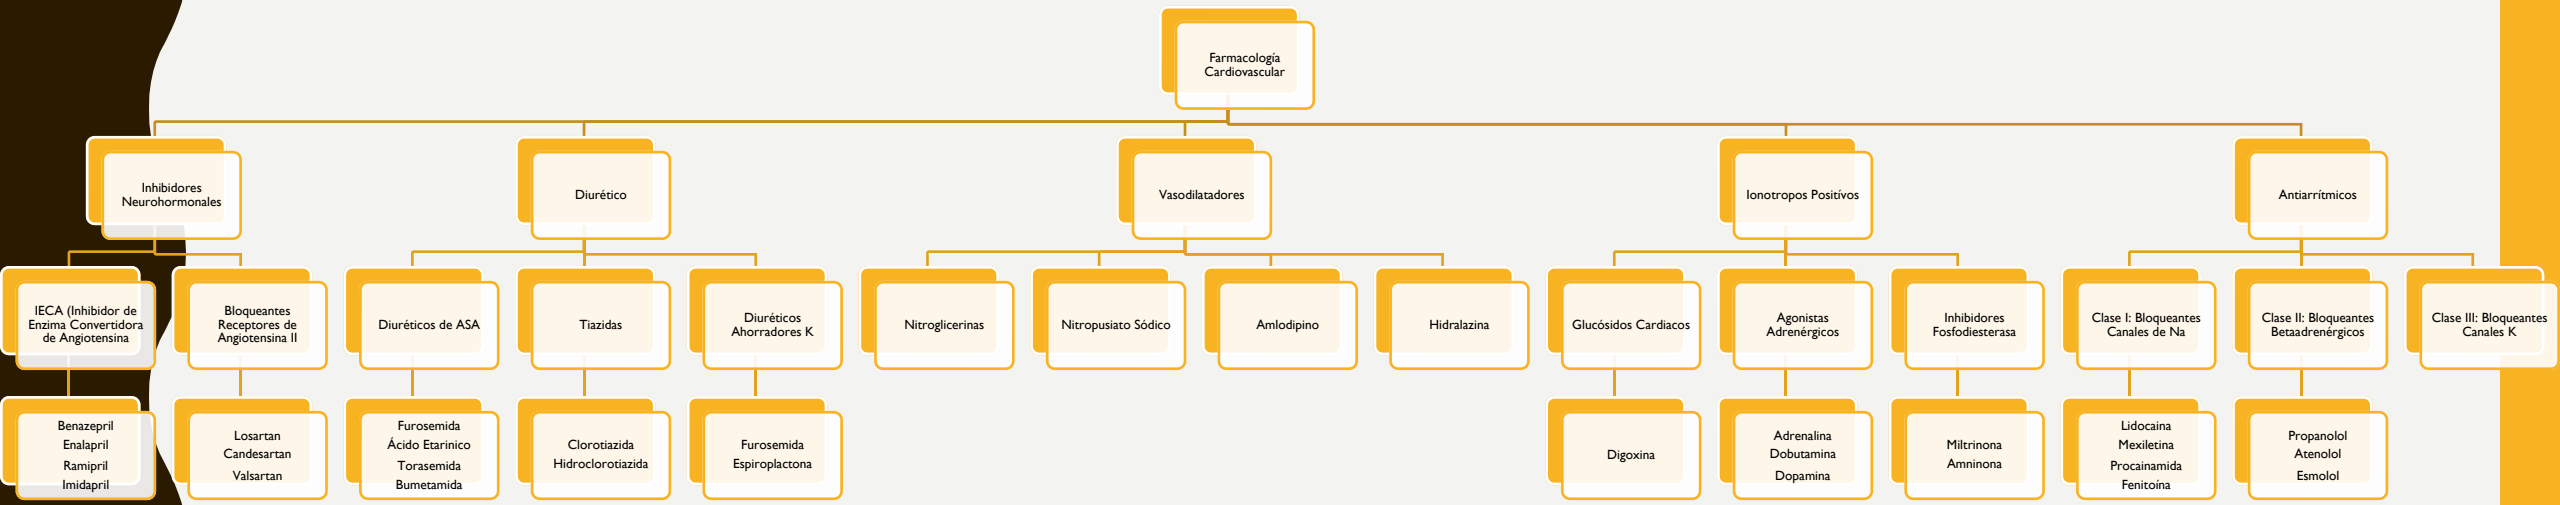 Farmacología
Cardiovascular
Inhibidores
Neurohormonales
Diurético
Vasodilatadores
Ionotropos Positívos
Antiarrítmicos
IECA (Inhibidor de
Enzima Convertidora
de Angiotensina
Bloqueantes
Receptores de
Angiotensina II
Diuréticos de ASA
Tiazidas
Diuréticos
Ahorradores K
Nitroglicerinas
Nitropusiato Sódico
Amlodipino
Hidralazina
Glucósidos Cardiacos
Agonistas
Adrenérgicos
Inhibidores
Fosfodiesterasa
Clase I: Bloqueantes
Canales de Na
Clase II: Bloqueantes
Betaadrenérgicos
Clase III: Bloqueantes
Canales K
Benazepril
Enalapril
Ramipril
Imidapril
Losartan
Candesartan
Valsartan
Furosemida
Ácido Etarinico
Torasemida
Bumetamida
Clorotiazida
Hidroclorotiazida
Furosemida
Espiroplactona
Digoxina
Adrenalina
Dobutamina
Dopamina
Miltrinona
Amninona
Lidocaina
Mexiletina
Procainamida
Fenitoína
Propanolol
Atenolol
Esmolol